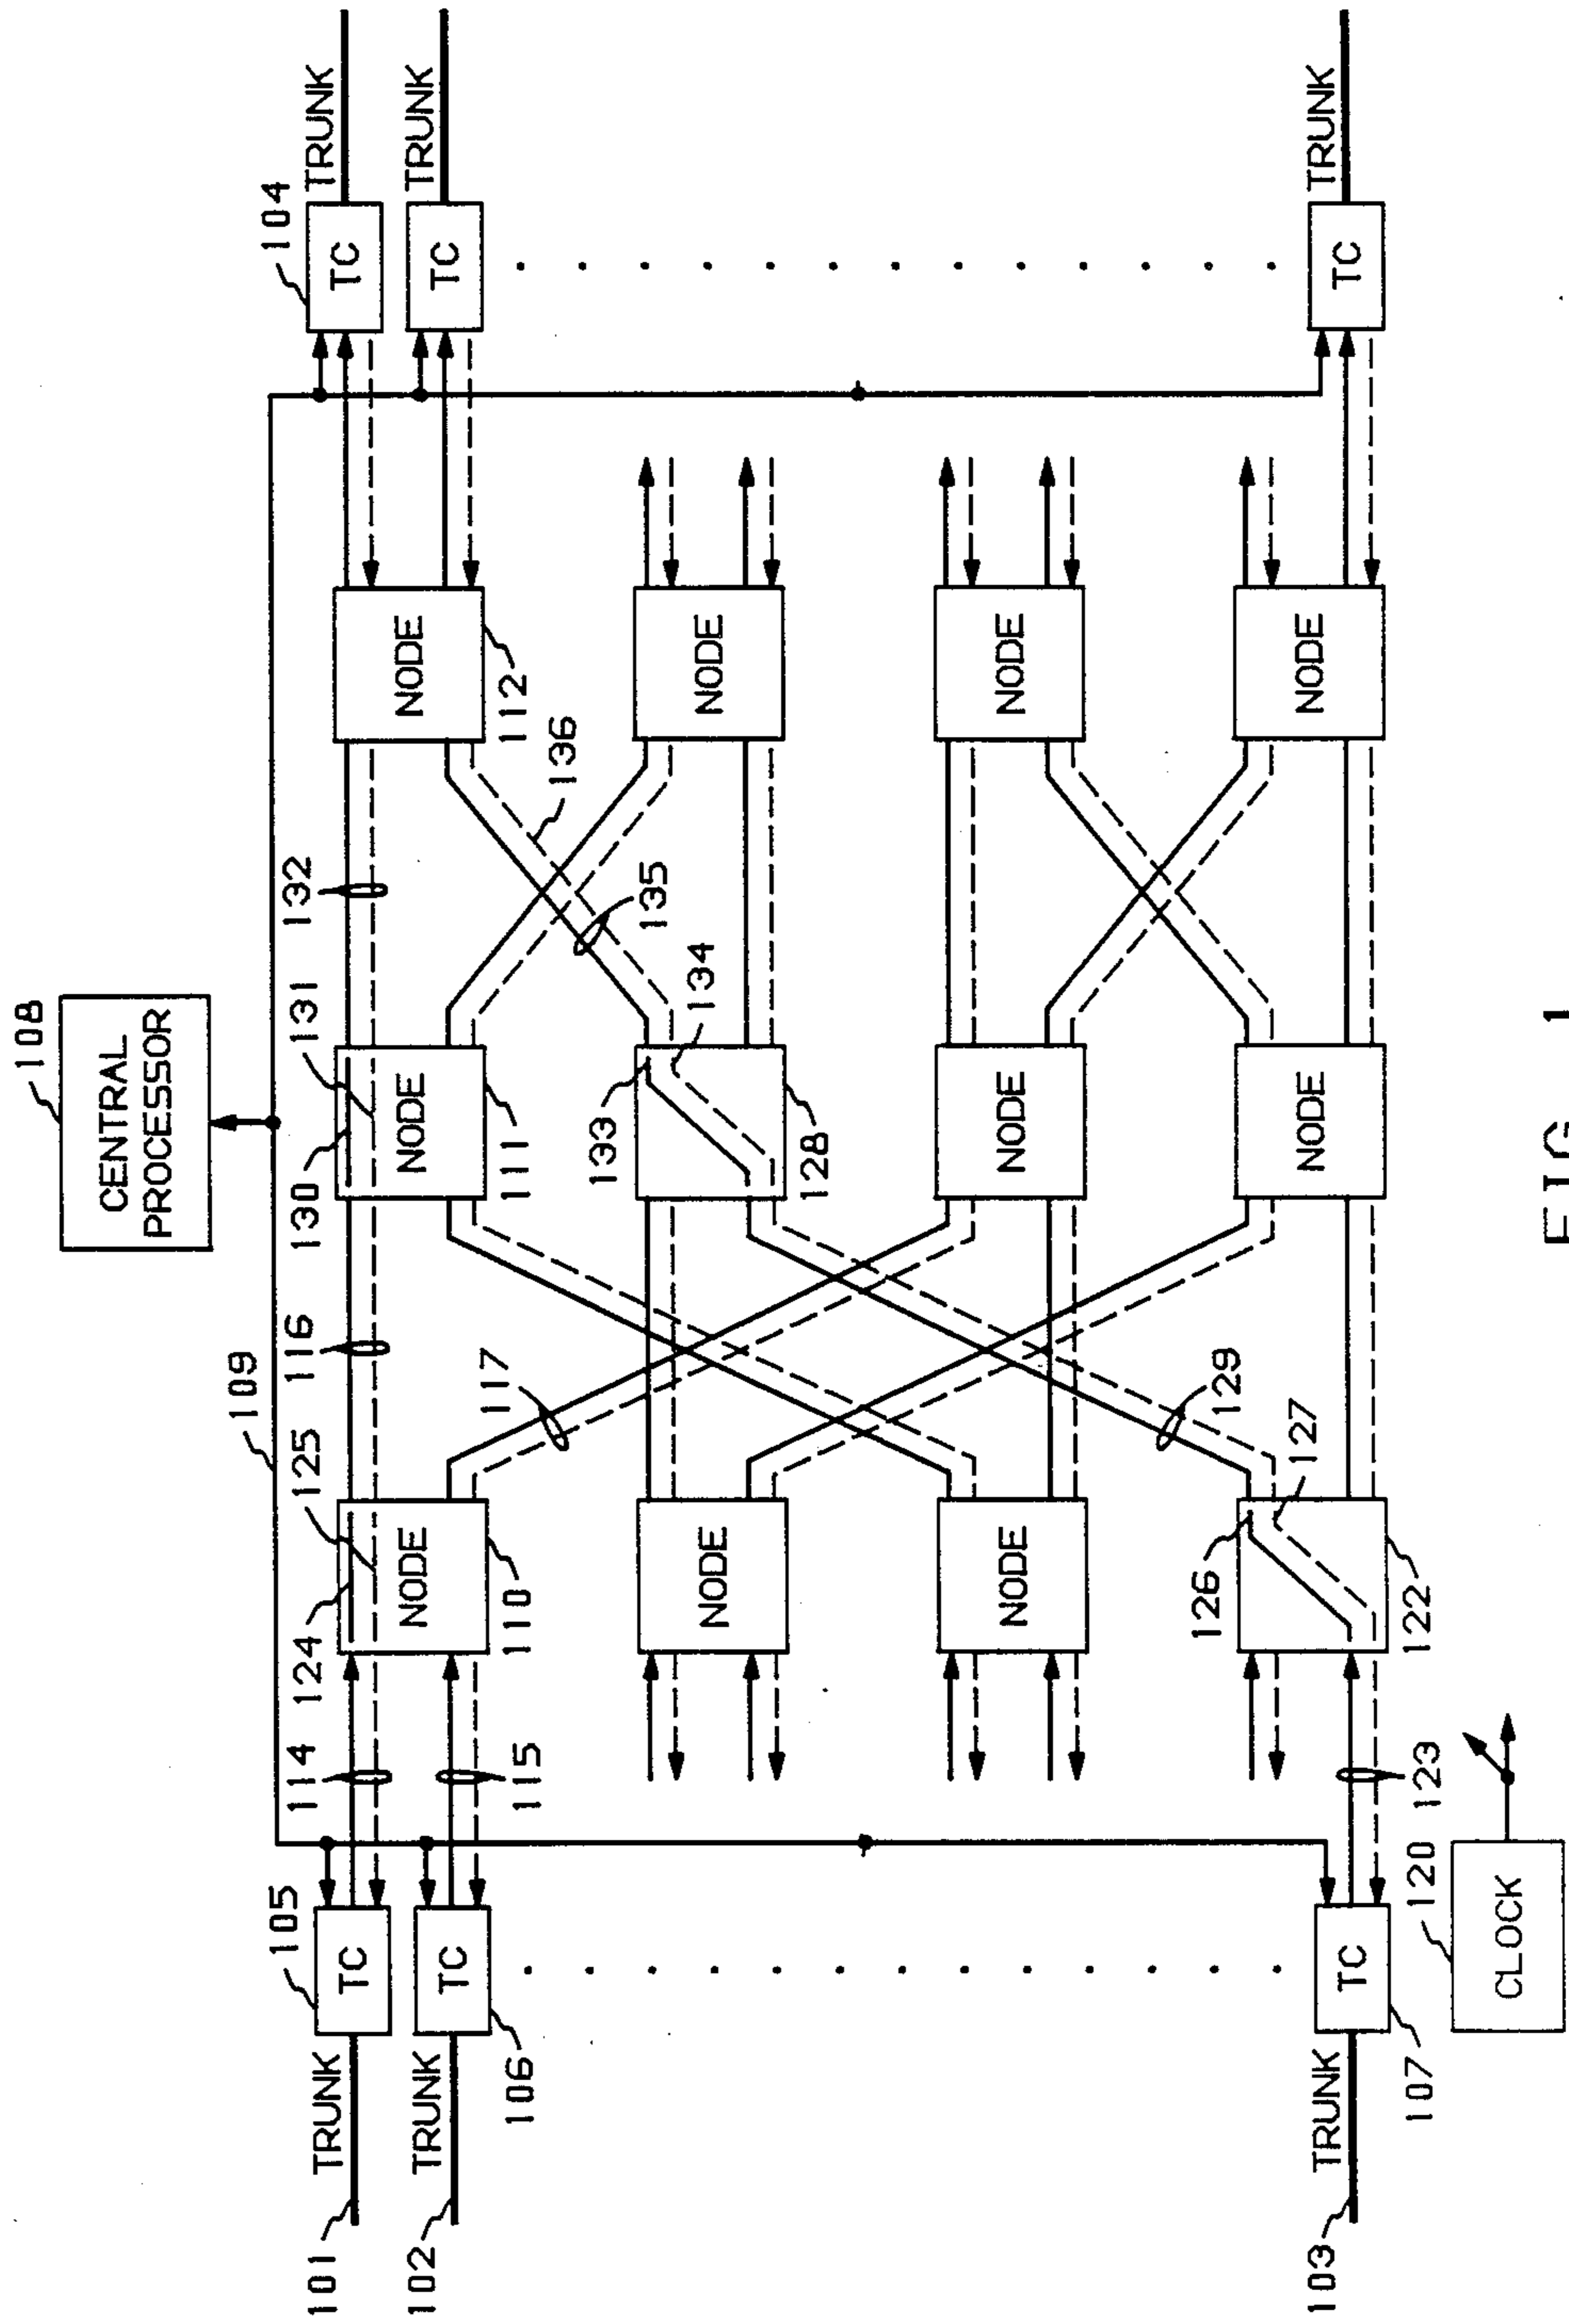 108
CENTRAL
PROCESSOR
109
101
TRUNK
105
TC
114
124
125
NODE
110
116
130
131
NODE
111
132
NODE
112
104
TC
TRUNK
102
TRUNK
106
TC
115
117
136
135
TC
TRUNK
NODE
133
134
NODE
128
NODE
NODE
129
NODE
NODE
103
TRUNK
107
TC
123
126
127
122
NODE
NODE
TC
TRUNK
120
CLOCK
FIG. 1